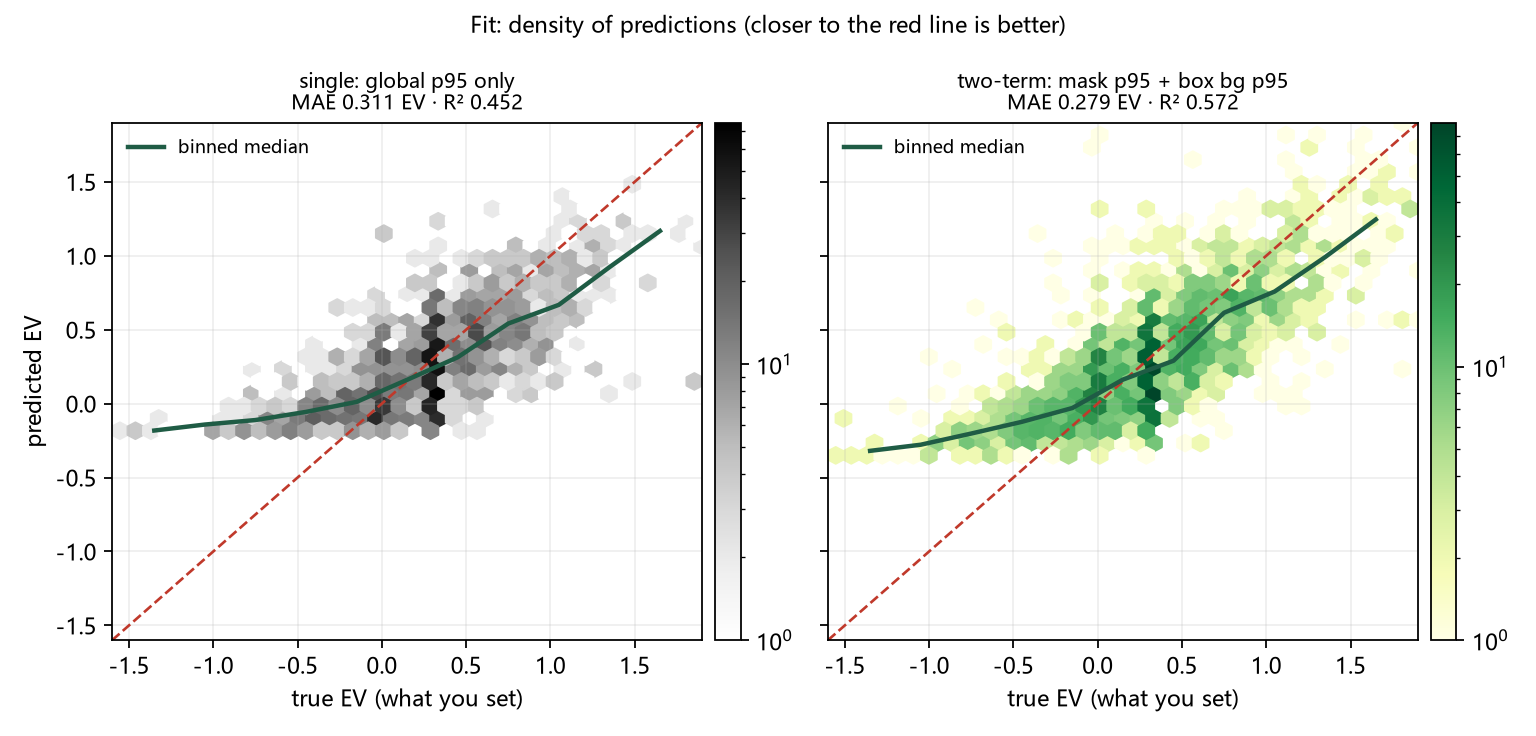 Fit: density of predictions (closer to the red line is better)
single: global p95 only
MAE 0.311 EV · R² 0.452
binned median
predicted EV
1.5
1.0
0.5
0.0
-0.5
-1.0
-1.5
-1.5 -1.0 -0.5 0.0 0.5 1.0 1.5
true EV (what you set)
10¹
10⁰
two-term: mask p95 + box bg p95
MAE 0.279 EV · R² 0.572
binned median
-1.5 -1.0 -0.5 0.0 0.5 1.0 1.5
true EV (what you set)
10¹
10⁰